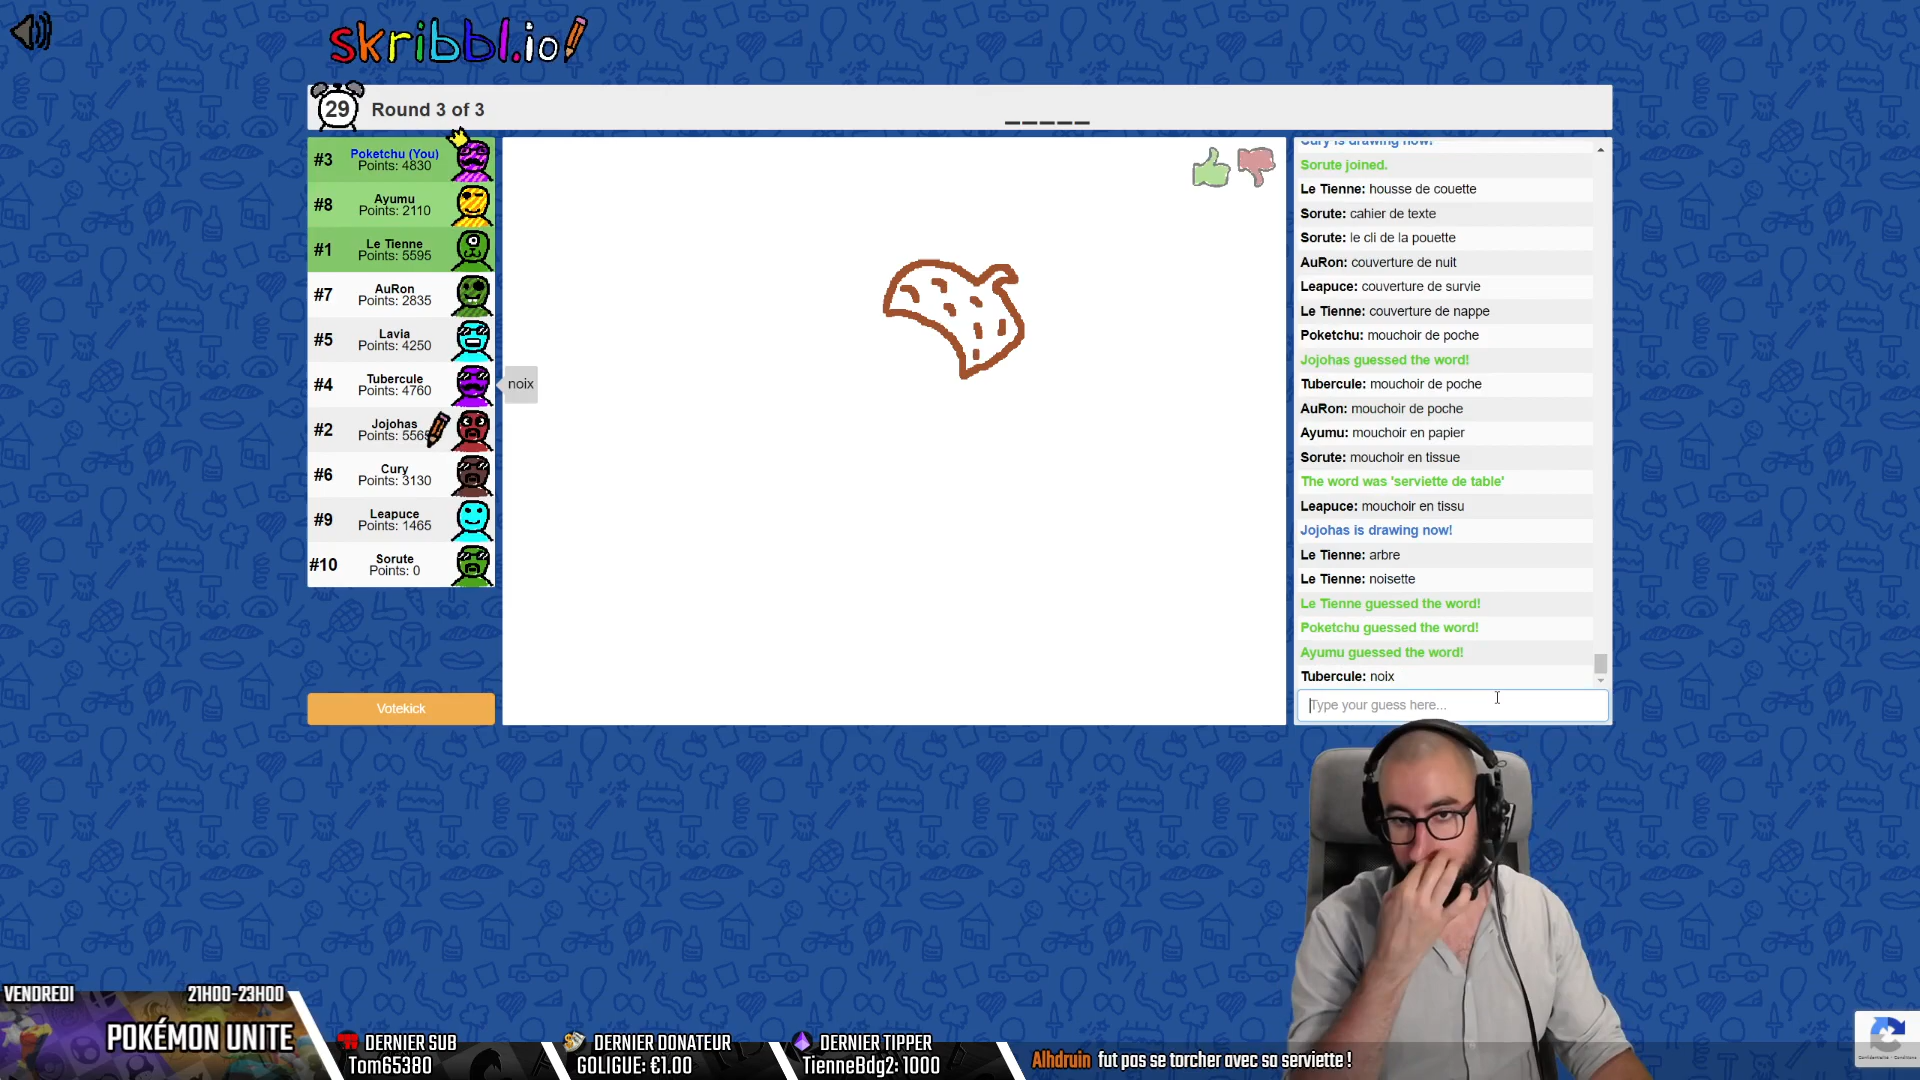 skribbl.io
29
Round 3 of 3
_____
#3
Poketchu (You)
Points: 4830
#8
Ayumu
Points: 2110
#1
Le Tienne
Points: 5595
#7
AuRon
Points: 2835
#5
Lavia
Points: 4250
#4
Tubercule
Points: 4760
noix
#2
Jojohas
Points: 5565
#6
Cury
Points: 3130
#9
Leapuce
Points: 1465
#10
Sorute
Points: 0
Votekick
Cury is drawing now!
Sorute joined.
Le Tienne: housse de couette
Sorute: cahier de texte
Sorute: le cli de la pouette
AuRon: couverture de nuit
Leapuce: couverture de survie
Le Tienne: couverture de nappe
Poketchu: mouchoir de poche
Jojohas guessed the word!
Tubercule: mouchoir de poche
AuRon: mouchoir de poche
Ayumu: mouchoir en papier
Sorute: mouchoir en tissue
The word was 'serviette de table'
Leapuce: mouchoir en tissu
Jojohas is drawing now!
Le Tienne: arbre
Le Tienne: noisette
Le Tienne guessed the word!
Poketchu guessed the word!
Ayumu guessed the word!
Tubercule: noix
Type your guess here...
VENDREDI 21H00-23H00
POKÉMON UNITE
DERNIER SUB
Tom65380
DERNIER DONATEUR
GOLIGUE: €1.00
DERNIER TIPPER
TienneBdg2: 1000
Alhdruin fut pas se torcher avec sa serviette !